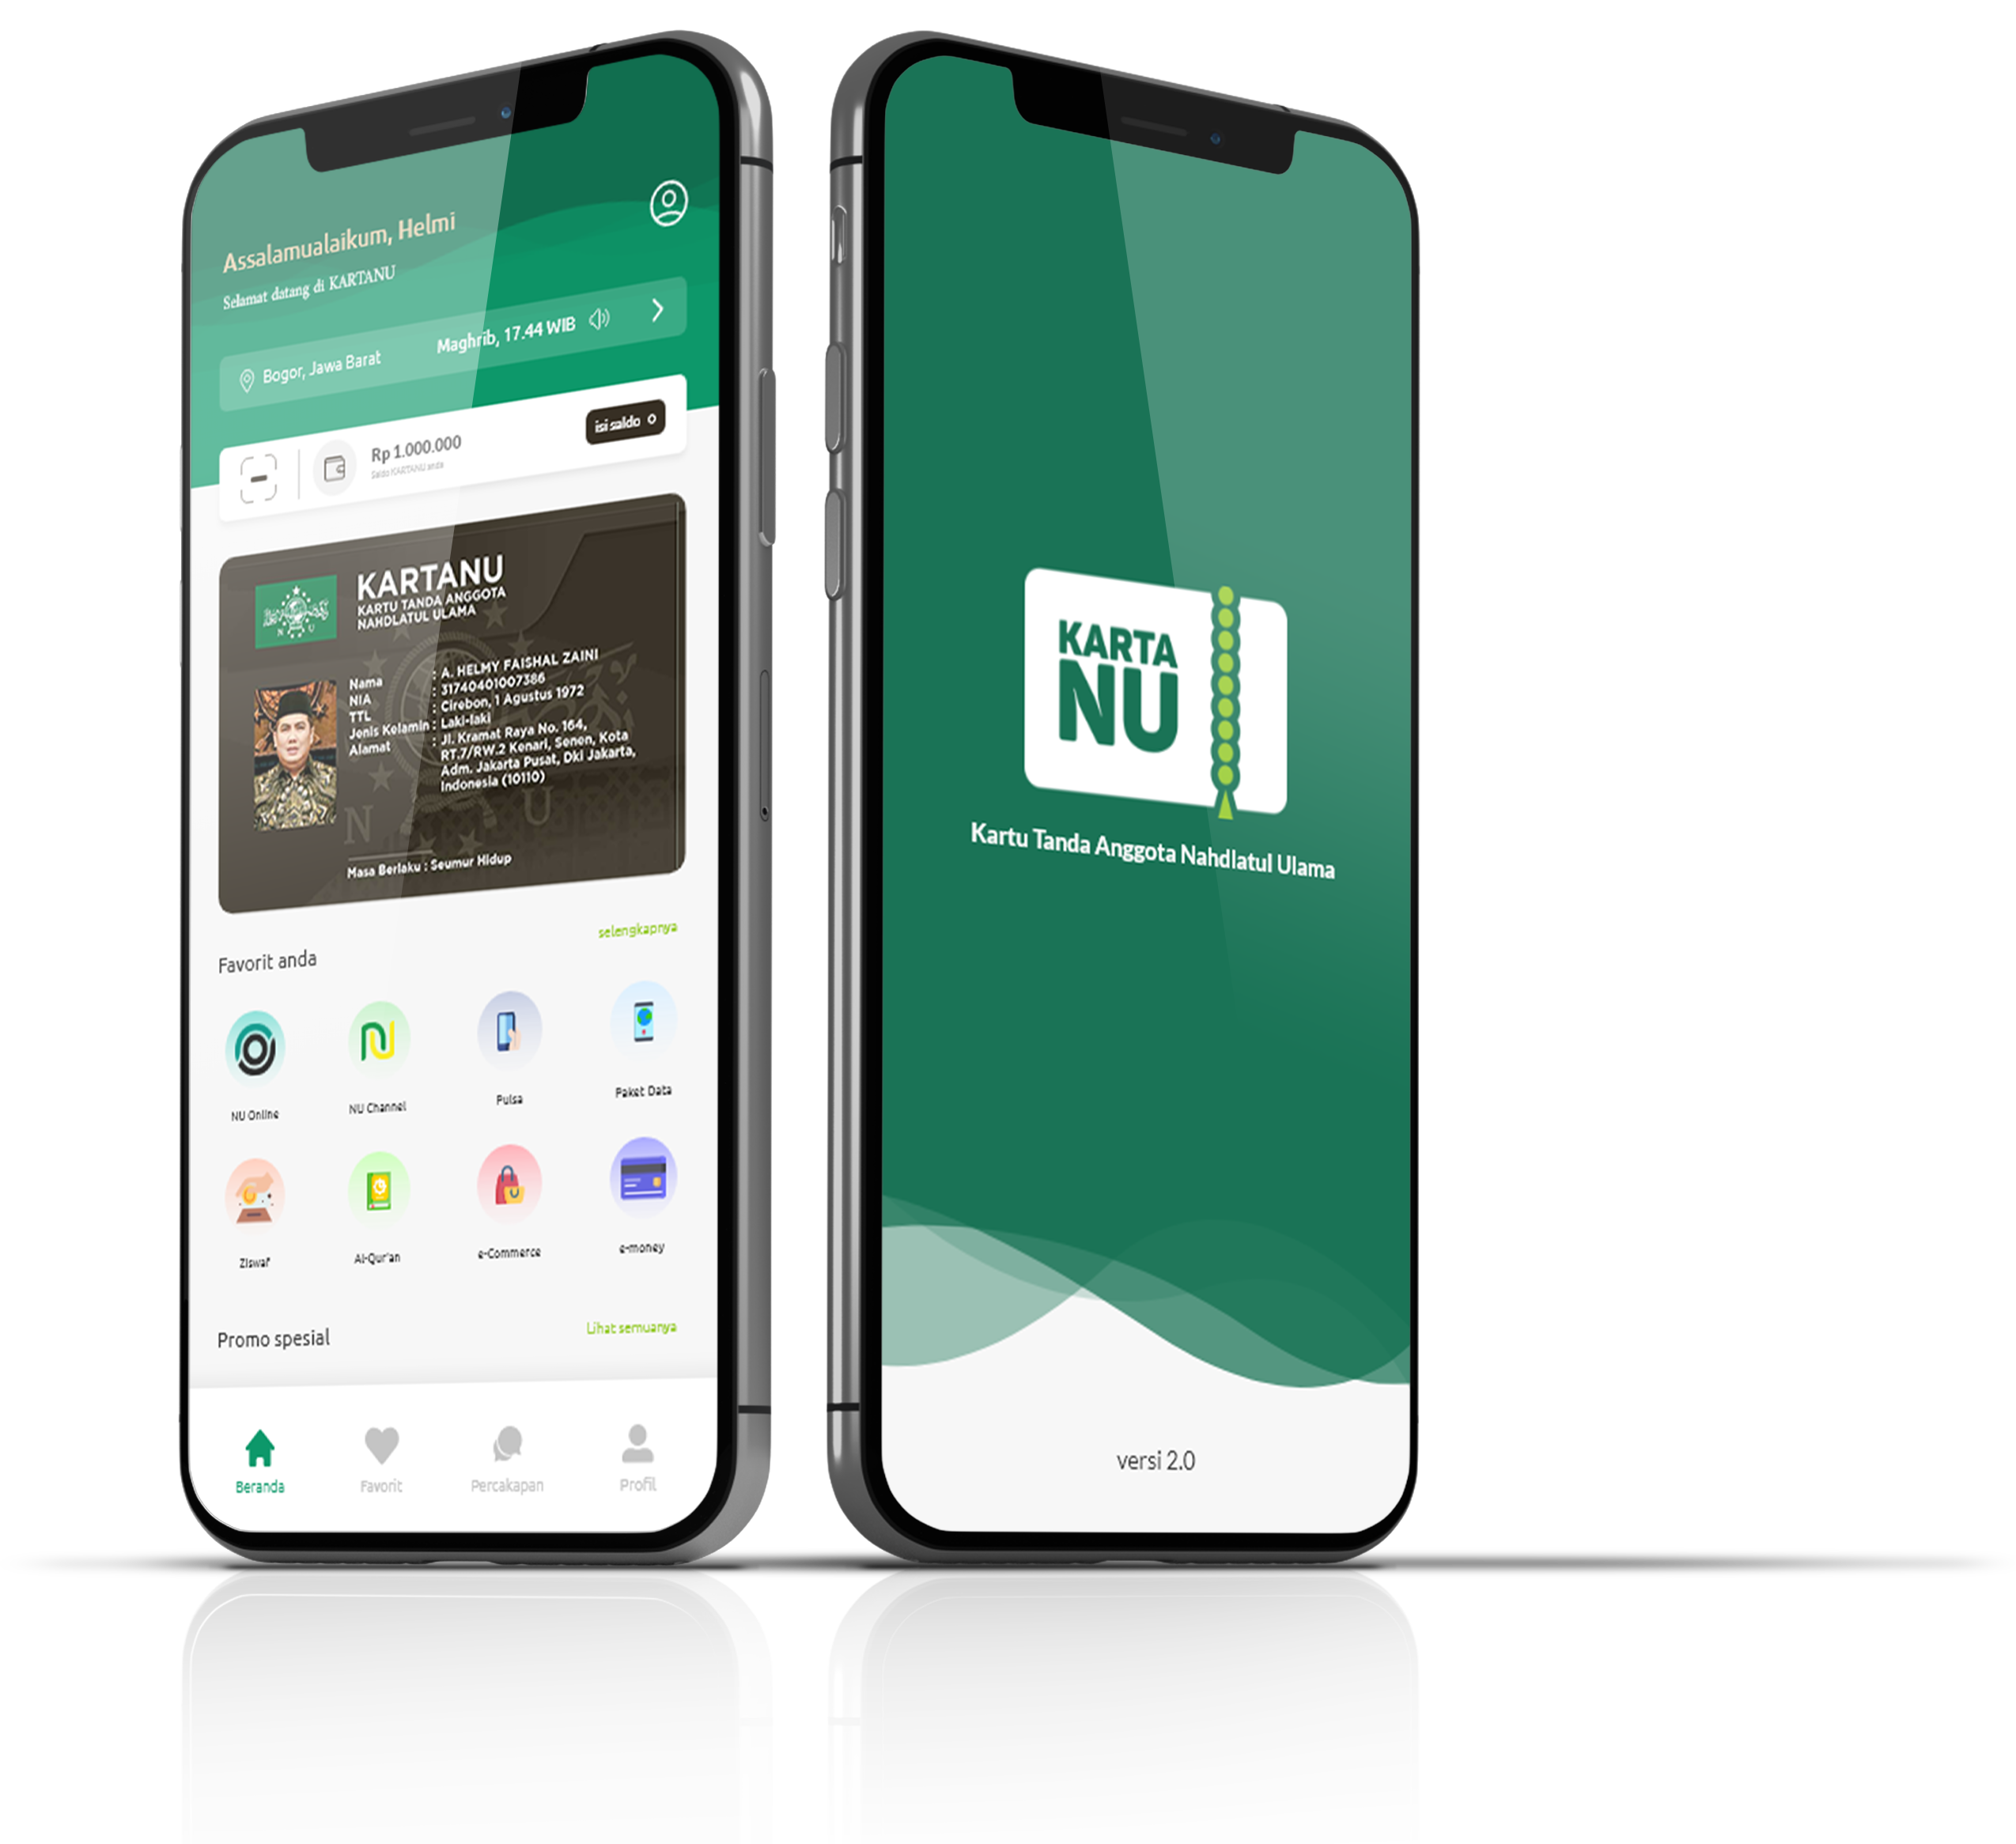 Assalamualaikum, Helmi
Selamat datang di KARTANU
Bogor, Jawa Barat
Maghrib, 17.44 WIB
Rp 1.000.000
Saldo KARTANU anda
isi saldo
KARTANU
KARTU TANDA ANGGOTA
NAHDLATUL ULAMA
N U
Nama : A. HELMY FAISHAL ZAINI
NIA : 31740401007386
TTL : Cirebon, 1 Agustus 1972
Jenis Kelamin : Laki-laki
Alamat : Jl. Kramat Raya No. 164,
RT.7/RW.2 Kenari, Senen, Kota
Adm. Jakarta Pusat, Dki Jakarta,
Indonesia (10110)
N U
Masa Berlaku : Seumur Hidup
Favorit anda
selengkapnya
NU Online
NU Channel
Pulsa
Paket Data
Ziswaf
Al-Qur'an
e-Commerce
e-money
Promo spesial
Lihat semuanya
Beranda
Favorit
Percakapan
Profil
KARTA
NU
Kartu Tanda Anggota Nahdlatul Ulama
versi 2.0